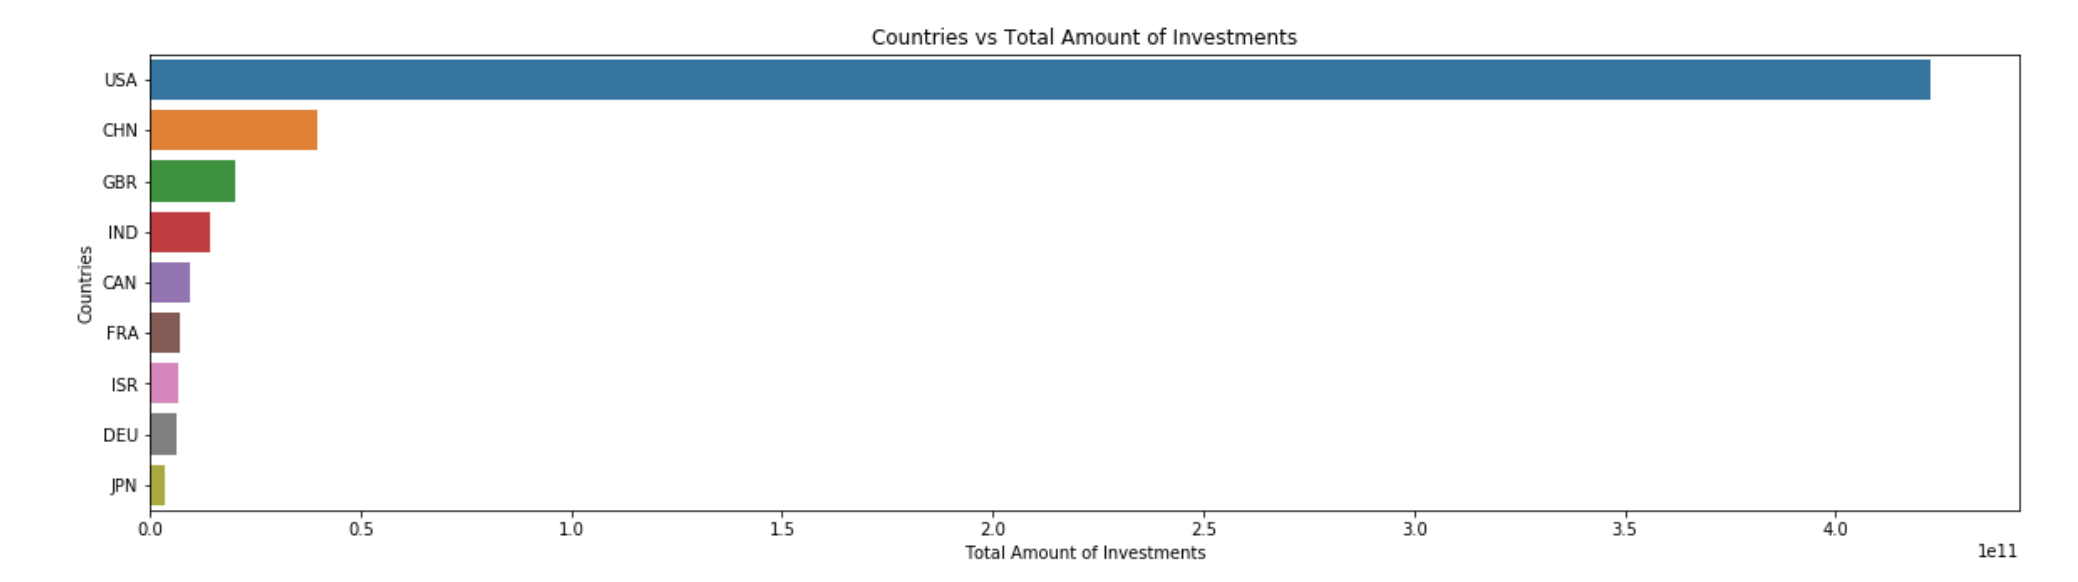 Countries vs Total Amount of Investments
USA
CHN
GBR
IND
CAN
FRA
ISR
DEU
JPN
Countries
0.0 0.5 1.0 1.5 2.0 2.5 3.0 3.5 4.0
Total Amount of Investments
1e11